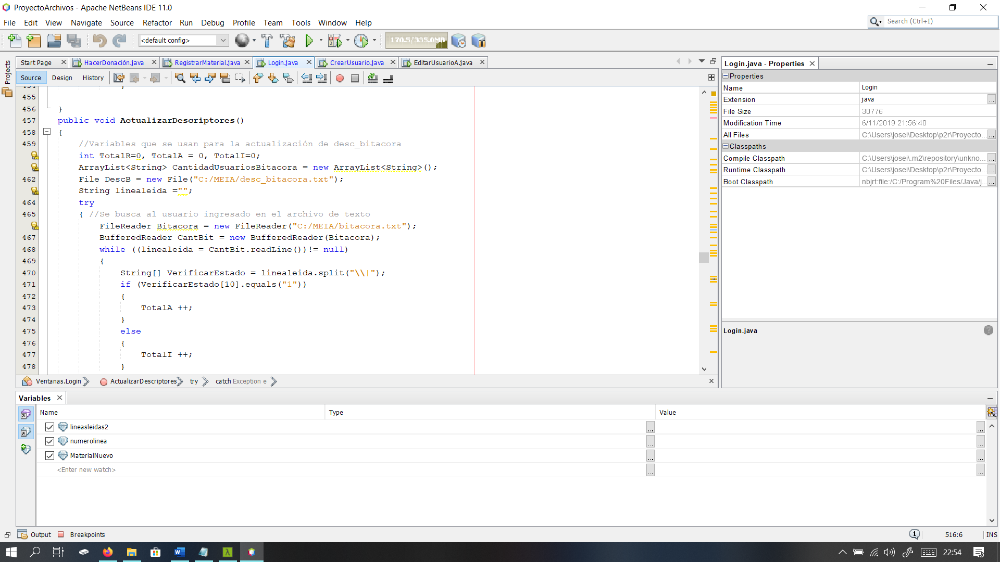 ProyectoArchivos - Apache NetBeans IDE 11.0
File Edit View Navigate Source Refactor Run Debug Profile Team Tools Window Help
Search (Ctrl+I)
<default config>
170.5/335.0MB
Projects
Start Page HacerDonación.java RegistrarMaterial.java Login.java CrearUsuario.java EditarUsuarioA.java
Source Design History
455
456 }
457 public void ActualizarDescriptores()
458 {
459 //Variables que se usan para la actualización de desc_bitacora
int TotalR=0, TotalA = 0, TotalI=0;
ArrayList<String> CantidadUsuariosBitacora = new ArrayList<String>();
462 File DescB = new File("C:/MEIA/desc_bitacora.txt");
String linealeida ="";
464 try
465 { //Se busca al usuario ingresado en el archivo de texto
FileReader Bitacora = new FileReader("C:/MEIA/bitacora.txt");
467 BufferedReader CantBit = new BufferedReader(Bitacora);
468 while ((linealeida = CantBit.readLine())!= null)
469 {
470 String[] VerificarEstado = linealeida.split("\\|");
471 if (VerificarEstado[10].equals("1"))
472 {
473 TotalA ++;
474 }
475 else
476 {
477 TotalI ++;
478 }
Ventanas.Login ActualizarDescriptores try catch Exception e
Login.java - Properties
Properties
Name Login
Extension java ...
File Size 30776
Modification Time 6/11/2019 21:56:40
All Files C:\Users\josei\Desktop\p2r\Proyecto... ...
Classpaths
Compile Classpath C:\Users\josei\.m2\repository\unkno... ...
Runtime Classpath C:\Users\josei\Desktop\p2r\Proyecto... ...
Boot Classpath nbjrt:file:/C:/Program%20Files/Java/j... ...
Login.java
?
Variables
Name Type Value
lineasleidas2 ... ...
numerolinea ... ...
MaterialNuevo ... ...
<Enter new watch> ... ...
Output Breakpoints
1 516:6 INS
22:54